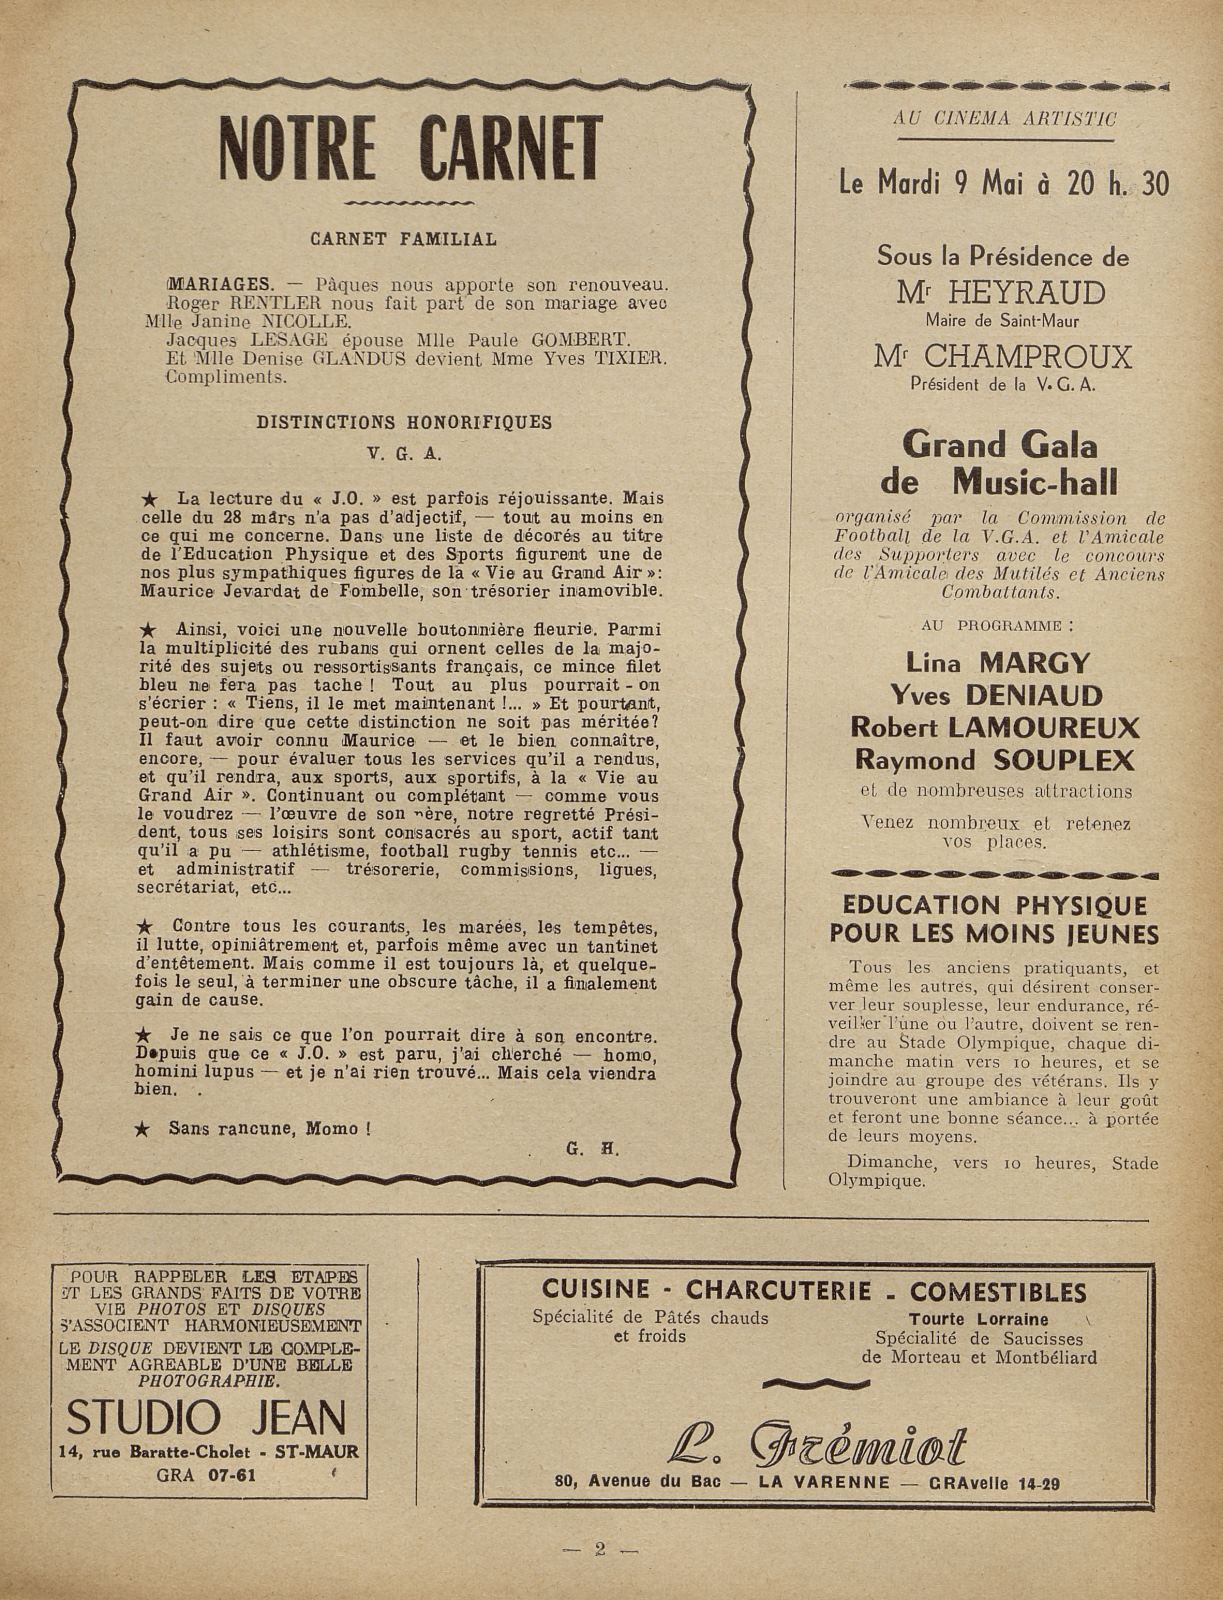 NOTRE CARNET
CARNET FAMILIAL
MARIAGES. — Pâques nous apporte son renouveau.
Roger RENTLER nous fait part de son mariage avec
Mlle Janine NICOLLE.
Jacques LESAGE épouse Mlle Paule GOMBERT.
Et Mlle Denise GLANDUS devient Mme Yves TIXIER.
Compliments.
DISTINCTIONS HONORIFIQUES
V. G. A.
★ La lecture du « J.O. » est parfois réjouissante. Mais
celle du 28 mârs n'a pas d'adjectif, — tout au moins en
ce qui me concerne. Dans une liste de décorés au titre
de l'Education Physique et des Sports figurent une de
nos plus sympathiques figures de la « Vie au Grand Air »:
Maurice Jevardat de Fombelle, son trésorier inamovible.
★ Ainsi, voici une nouvelle boutonnière fleurie. Parmi
la multiplicité des rubans qui ornent celles de la majo-
rité des sujets ou ressortissants français, ce mince filet
bleu ne fera pas tache ! Tout au plus pourrait-on
s'écrier : « Tiens, il le met maintenant !... » Et pourtant,
peut-on dire que cette distinction ne soit pas méritée?
Il faut avoir connu Maurice — et le bien connaître,
encore, — pour évaluer tous les services qu'il a rendus,
et qu'il rendra, aux sports, aux sportifs, à la « Vie au
Grand Air ». Continuant ou complétant — comme vous
le voudrez — l'œuvre de son père, notre regretté Prési-
dent, tous ses loisirs sont consacrés au sport, actif tant
qu'il a pu — athlétisme, football rugby tennis etc... —
et administratif — trésorerie, commissions, ligues,
secrétariat, etc...
★ Contre tous les courants, les marées, les tempêtes,
il lutte, opiniâtrement et, parfois même avec un tantinet
d'entêtement. Mais comme il est toujours là, et quelque-
fois le seul, à terminer une obscure tâche, il a finalement
gain de cause.
★ Je ne sais ce que l'on pourrait dire à son encontre.
Depuis que ce « J.O. » est paru, j'ai cherché — homo,
homini lupus — et je n'ai rien trouvé... Mais cela viendra
bien.
★ Sans rancune, Momo !
G. H.
AU CINEMA ARTISTIC
Le Mardi 9 Mai à 20 h. 30
Sous la Présidence de
Mr HEYRAUD
Maire de Saint-Maur
Mr CHAMPROUX
Président de la V. G. A.
Grand Gala
de Music-hall
organisé par la Commission de
Football de la V.G.A. et l'Amicale
des Supporters avec le concours
de l'Amicale des Mutilés et Anciens
Combattants.
AU PROGRAMME :
Lina MARGY
Yves DENIAUD
Robert LAMOUREUX
Raymond SOUPLEX
et de nombreuses attractions
Venez nombreux et retenez
vos places.
EDUCATION PHYSIQUE
POUR LES MOINS JEUNES
Tous les anciens pratiquants, et
même les autres, qui désirent conser-
ver leur souplesse, leur endurance, ré-
veiller l'une ou l'autre, doivent se ren-
dre au Stade Olympique, chaque di-
manche matin vers 10 heures, et se
joindre au groupe des vétérans. Ils y
trouveront une ambiance à leur goût
et feront une bonne séance... à portée
de leurs moyens.
Dimanche, vers 10 heures, Stade
Olympique.
POUR RAPPELER LES ETAPES
ET LES GRANDS FAITS DE VOTRE
VIE PHOTOS ET DISQUES
S'ASSOCIENT HARMONIEUSEMENT
LE DISQUE DEVIENT LE COMPLE-
MENT AGREABLE D'UNE BELLE
PHOTOGRAPHIE.
STUDIO JEAN
14, rue Baratte-Cholet - ST-MAUR
GRA 07-61
CUISINE - CHARCUTERIE - COMESTIBLES
Spécialité de Pâtés chauds
et froids
Tourte Lorraine
Spécialité de Saucisses
de Morteau et Montbéliard
L. Frémiot
80, Avenue du Bac — LA VARENNE — GRAvelle 14-29
— 2 —